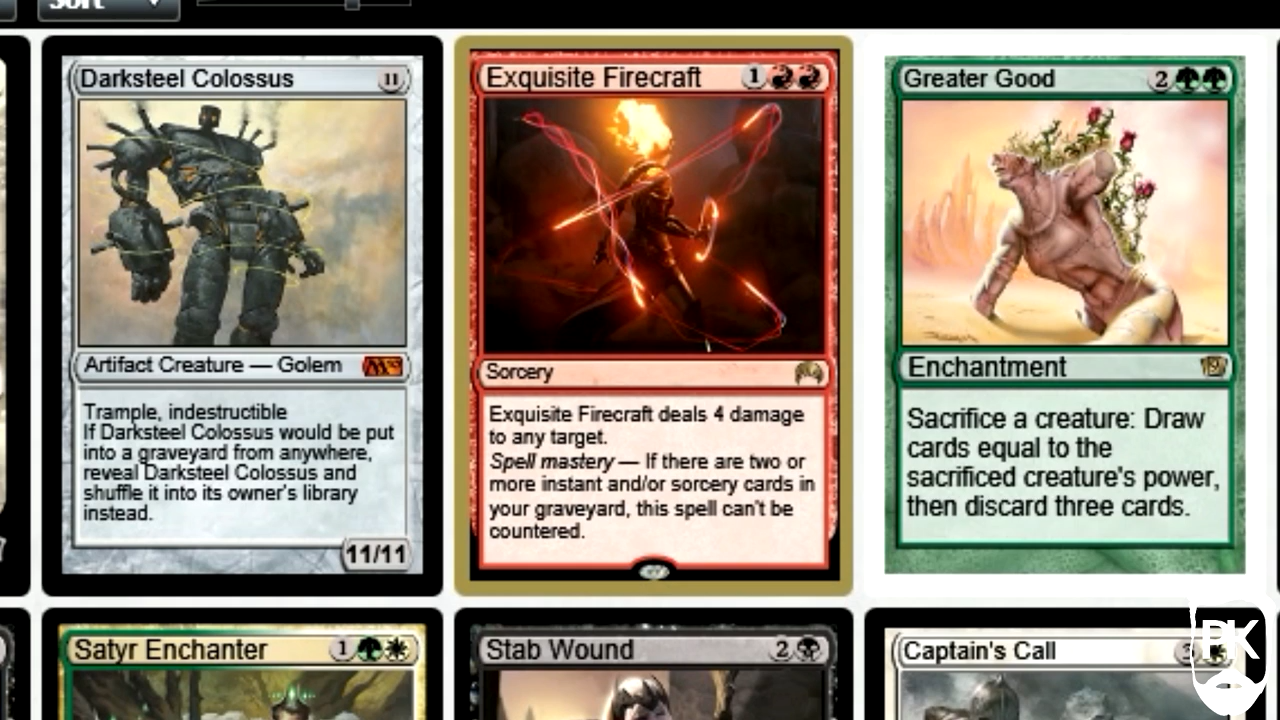 Sort
Darksteel Colossus 11
Artifact Creature — Golem
Trample, indestructible
If Darksteel Colossus would be put
into a graveyard from anywhere,
reveal Darksteel Colossus and
shuffle it into its owner's library
instead.
11/11
Exquisite Firecraft 1
Sorcery
Exquisite Firecraft deals 4 damage
to any target.
Spell mastery — If there are two or
more instant and/or sorcery cards in
your graveyard, this spell can't be
countered.
Greater Good 2
Enchantment
Sacrifice a creature: Draw
cards equal to the
sacrificed creature's power,
then discard three cards.
Satyr Enchanter 1
Stab Wound 2
Captain's Call 3
PK